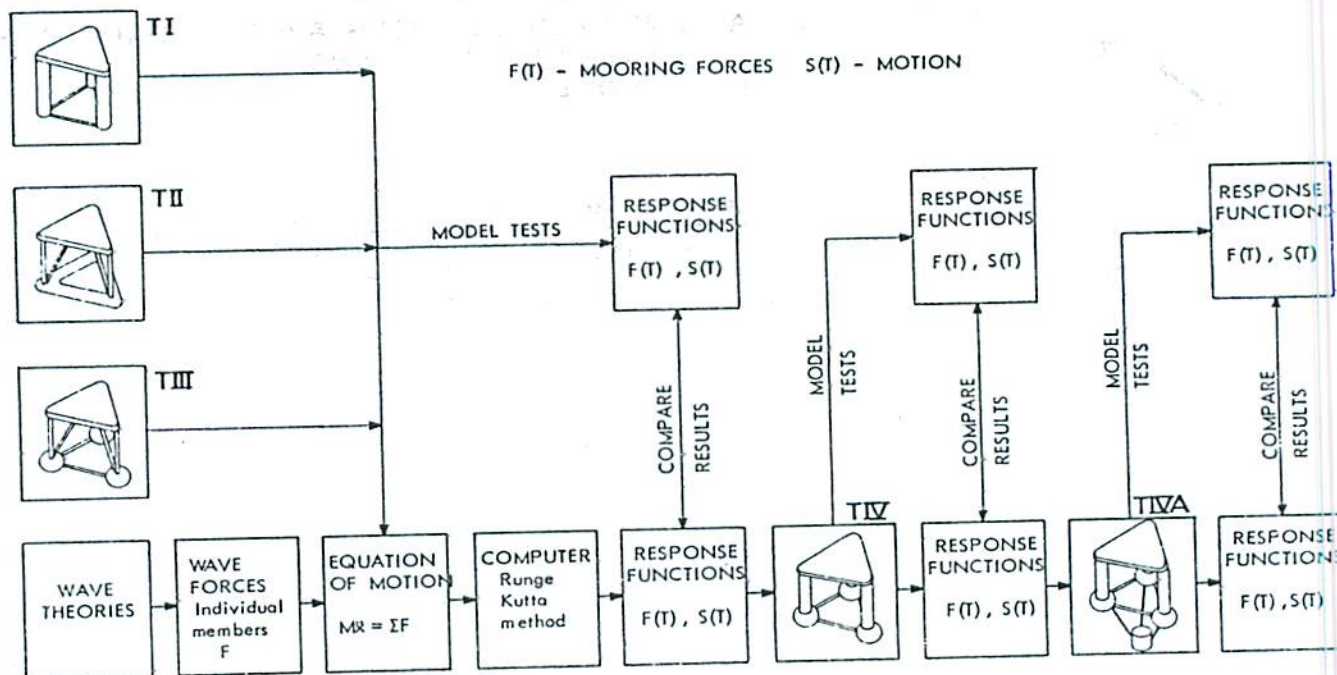 TI
F(T) - MOORING FORCES S(T) - MOTION
TII
MODEL TESTS
RESPONSE
FUNCTIONS
F(T) , S(T)
RESPONSE
FUNCTIONS
F(T) , S(T)
RESPONSE
FUNCTIONS
F(T) , S(T)
TIII
COMPARE
RESULTS
MODEL
TESTS
COMPARE
RESULTS
MODEL
TESTS
COMPARE
RESULTS
WAVE
THEORIES
WAVE
FORCES
Individual
members
F
EQUATION
OF MOTION
Mẍ = ΣF
COMPUTER
Runge
Kutta
method
RESPONSE
FUNCTIONS
F(T) , S(T)
TIV
RESPONSE
FUNCTIONS
F(T) , S(T)
TIVA
RESPONSE
FUNCTIONS
F(T) , S(T)